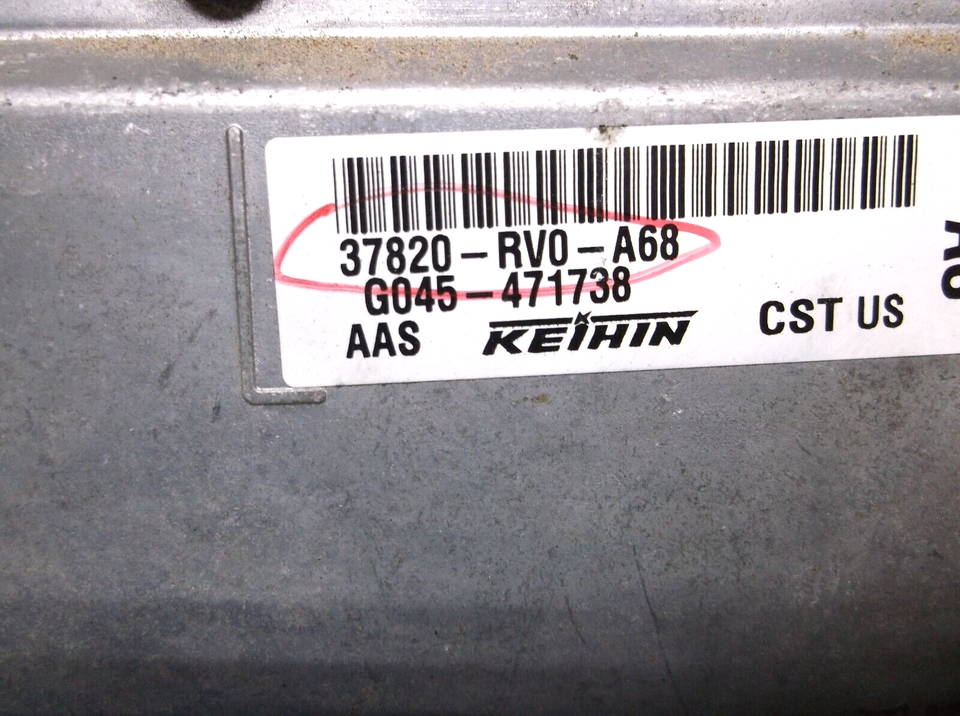 37820-RV0-A68
G045-471738
AAS KEIHIN CST US